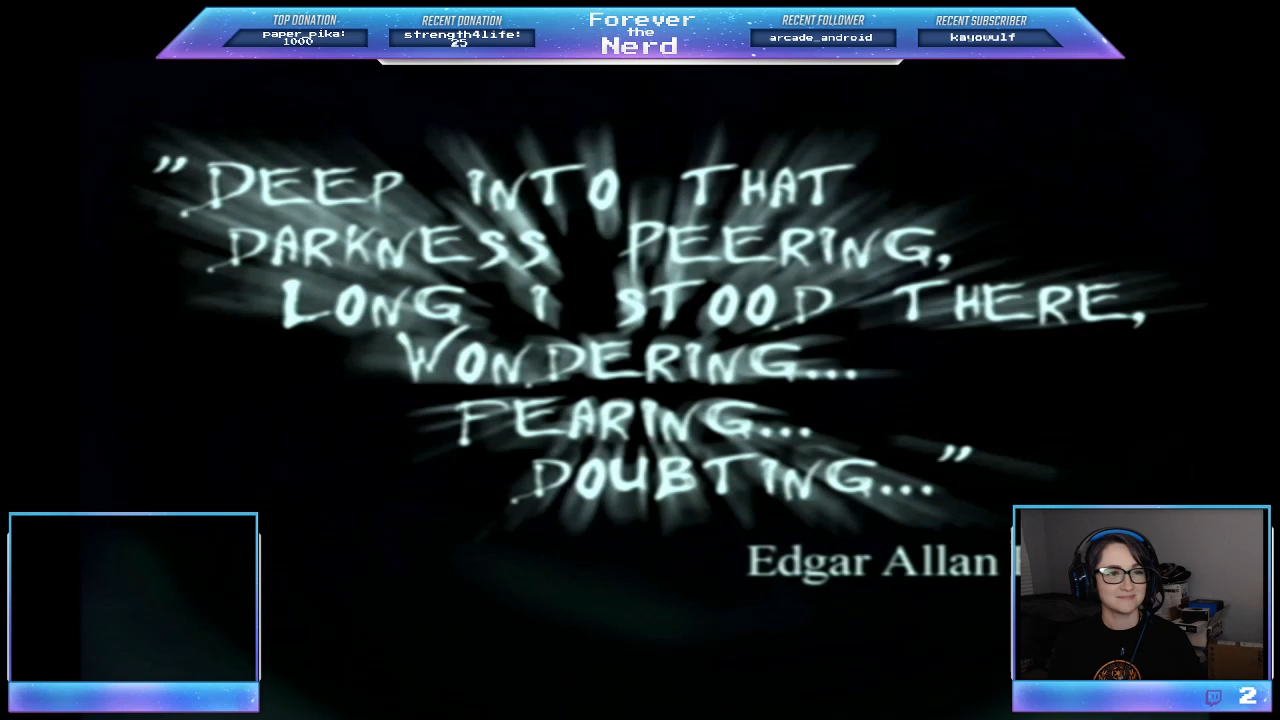 TOP DONATION
paper_pika:
1000
RECENT DONATION
strength4life:
25
Forever
the
Nerd
RECENT FOLLOWER
arcade_android
RECENT SUBSCRIBER
kayowulf
"DEEP INTO THAT
DARKNESS PEERING,
LONG I STOOD THERE,
WONDERING...
FEARING...
DOUBTING..."
Edgar Allan
2